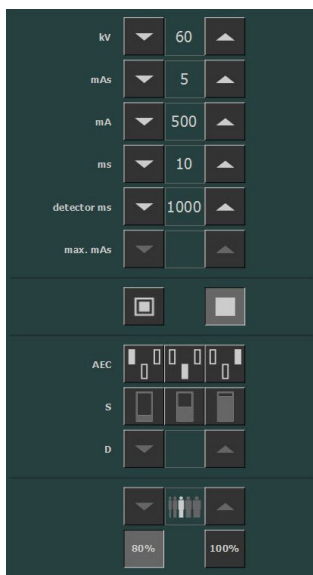 kV 60
mAs 5
mA 500
ms 10
detector ms 1000
max. mAs
AEC
S
D
80% 100%